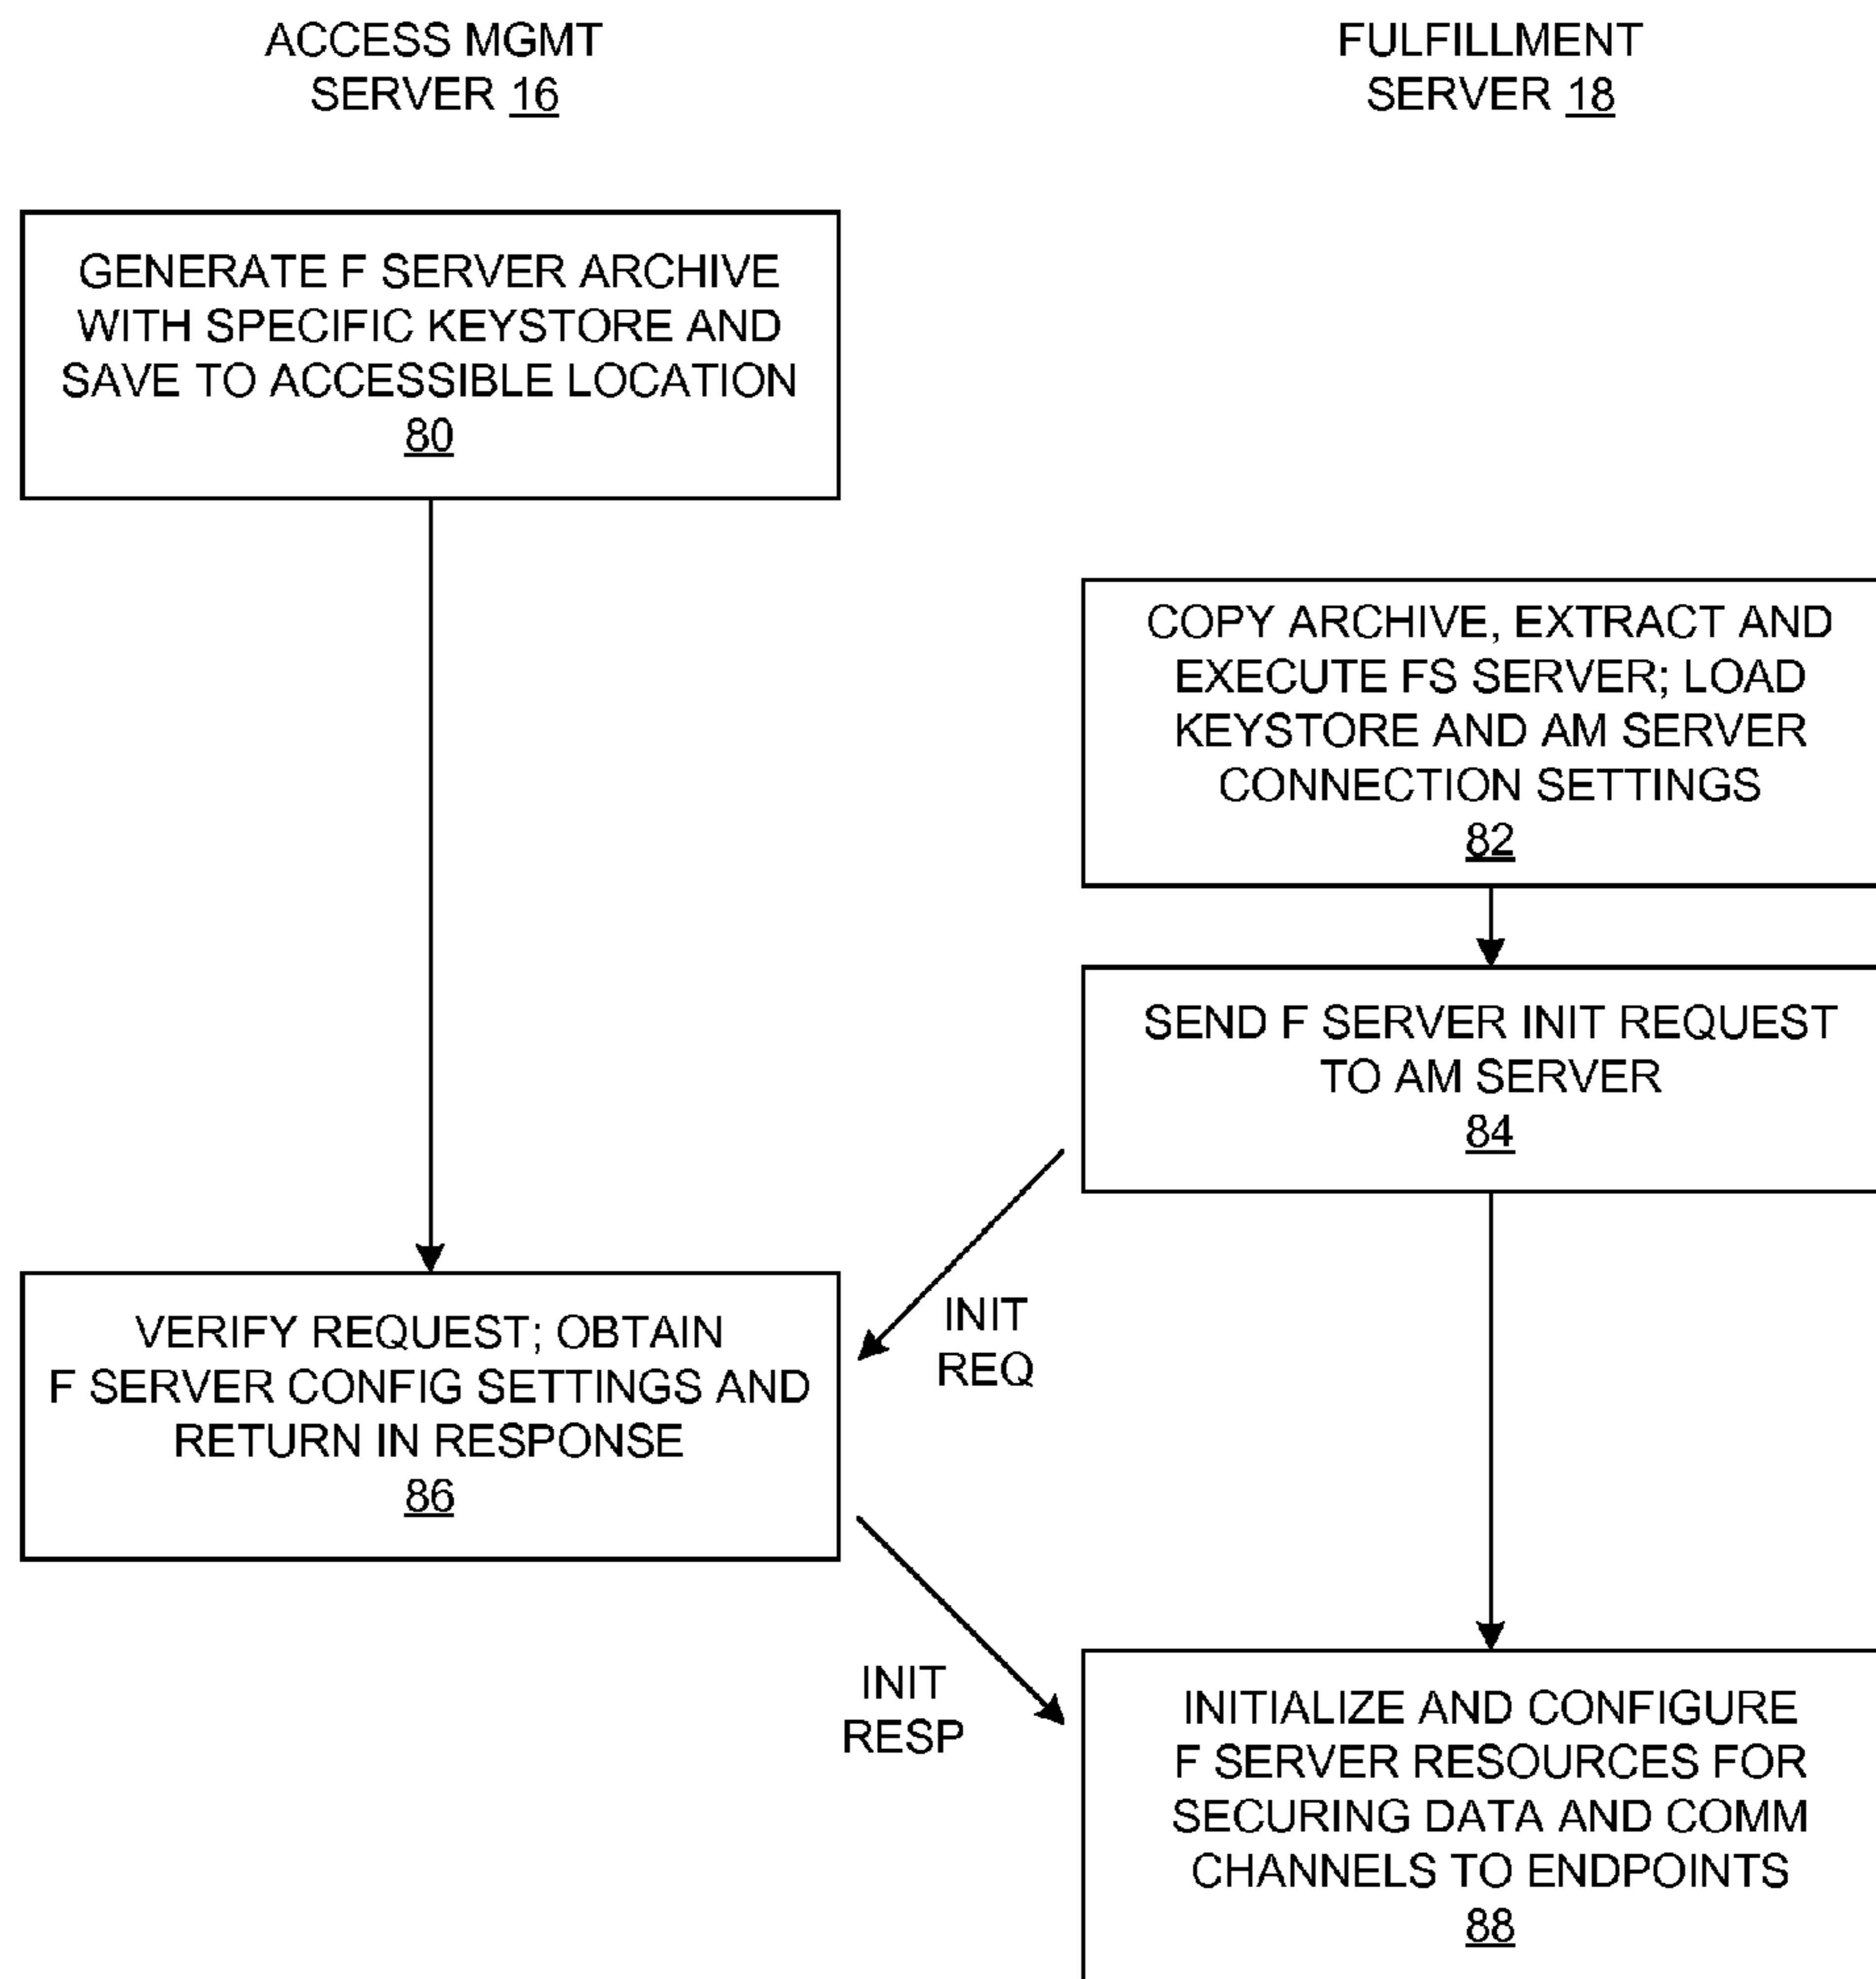 ACCESS MGMT
SERVER 16
FULFILLMENT
SERVER 18
GENERATE F SERVER ARCHIVE
WITH SPECIFIC KEYSTORE AND
SAVE TO ACCESSIBLE LOCATION
80
COPY ARCHIVE, EXTRACT AND
EXECUTE FS SERVER; LOAD
KEYSTORE AND AM SERVER
CONNECTION SETTINGS
82
SEND F SERVER INIT REQUEST
TO AM SERVER
84
INIT
REQ
VERIFY REQUEST; OBTAIN
F SERVER CONFIG SETTINGS AND
RETURN IN RESPONSE
86
INIT
RESP
INITIALIZE AND CONFIGURE
F SERVER RESOURCES FOR
SECURING DATA AND COMM
CHANNELS TO ENDPOINTS
88